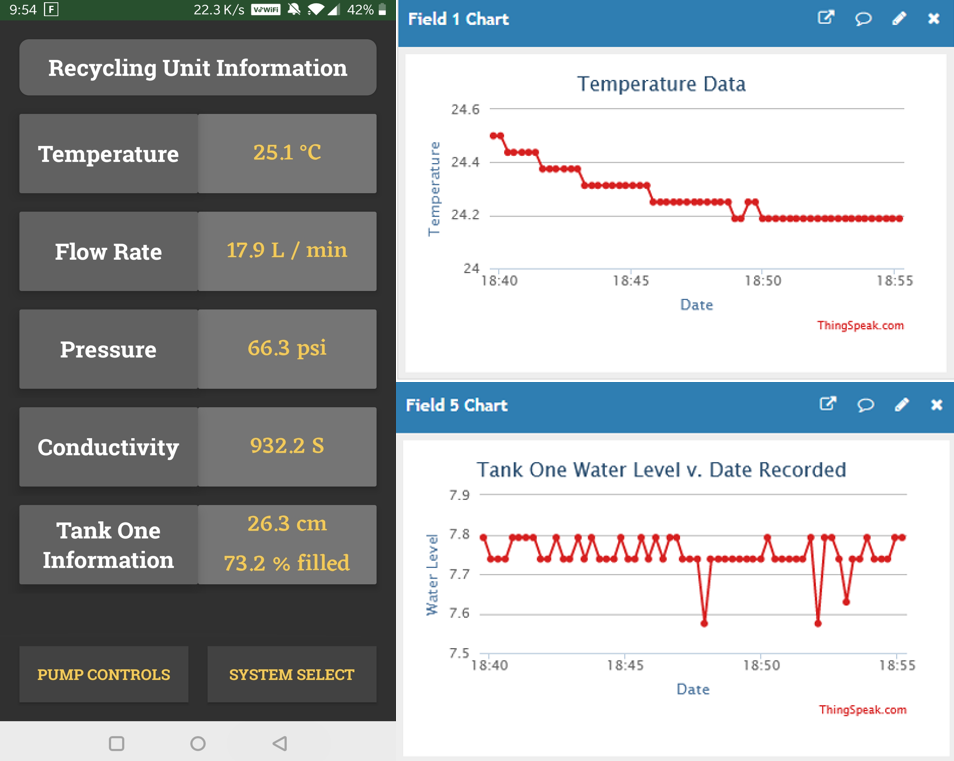 9:54 F 22.3 K/s VoWiFi 42%
Recycling Unit Information
Temperature 25.1 °C
Flow Rate 17.9 L / min
Pressure 66.3 psi
Conductivity 932.2 S
Tank One
Information
26.3 cm
73.2 % filled
PUMP CONTROLS SYSTEM SELECT
Field 1 Chart
Temperature Data
Temperature
24.6
24.4
24.2
24
18:40 18:45 18:50 18:55
Date
ThingSpeak.com
Field 5 Chart
Tank One Water Level v. Date Recorded
Water Level
7.9
7.8
7.7
7.6
7.5
18:40 18:45 18:50 18:55
Date
ThingSpeak.com